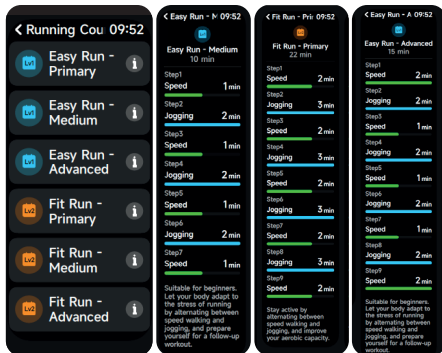 Running Cou 09:52
Lv1
Easy Run -
Primary
Lv1
Easy Run -
Medium
Lv1
Easy Run -
Advanced
Lv2
Fit Run -
Primary
Lv2
Fit Run -
Medium
Lv2
Fit Run -
Advanced
Easy Run - M 09:52
Lv1
Easy Run - Medium
10 min
Step1
Speed 1 min
Step2
Jogging 2 min
Step3
Speed 1 min
Step4
Jogging 2 min
Step5
Speed 1 min
Step6
Jogging 2 min
Step7
Speed 1 min
Suitable for beginners.
Let your body adapt to
the stress of running
by alternating between
speed walking and
jogging, and prepare
yourself for a follow-up
workout.
Fit Run - Pri 09:52
Lv2
Fit Run - Primary
22 min
Step1
Speed 2 min
Step2
Jogging 3 min
Step3
Speed 2 min
Step4
Jogging 3 min
Step5
Speed 2 min
Step6
Jogging 3 min
Step7
Speed 2 min
Step8
Jogging 3 min
Step9
Speed 2 min
Stay active by
alternating between
speed walking and
jogging, and improve
your aerobic capacity.
Easy Run - A 09:52
Lv1
Easy Run - Advanced
15 min
Step1
Speed 2 min
Step2
Jogging 2 min
Step3
Speed 1 min
Step4
Jogging 2 min
Step5
Speed 1 min
Step6
Jogging 2 min
Step7
Speed 1 min
Step8
Jogging 2 min
Step9
Speed 2 min
Suitable for beginners.
Let your body adapt to
the stress of running
by alternating between
speed walking and
jogging, and prepare
yourself for a follow-up
workout.